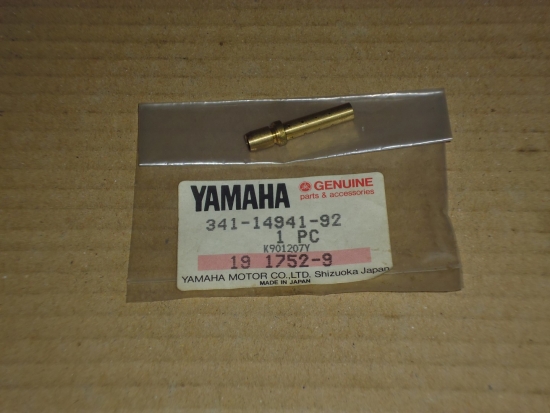 YAMAHA GENUINE
parts & accessories
341-14941-92
1 PC
K901207Y
19 1752-9
YAMAHA MOTOR CO., LTD. Shizuoka Japan
MADE IN JAPAN